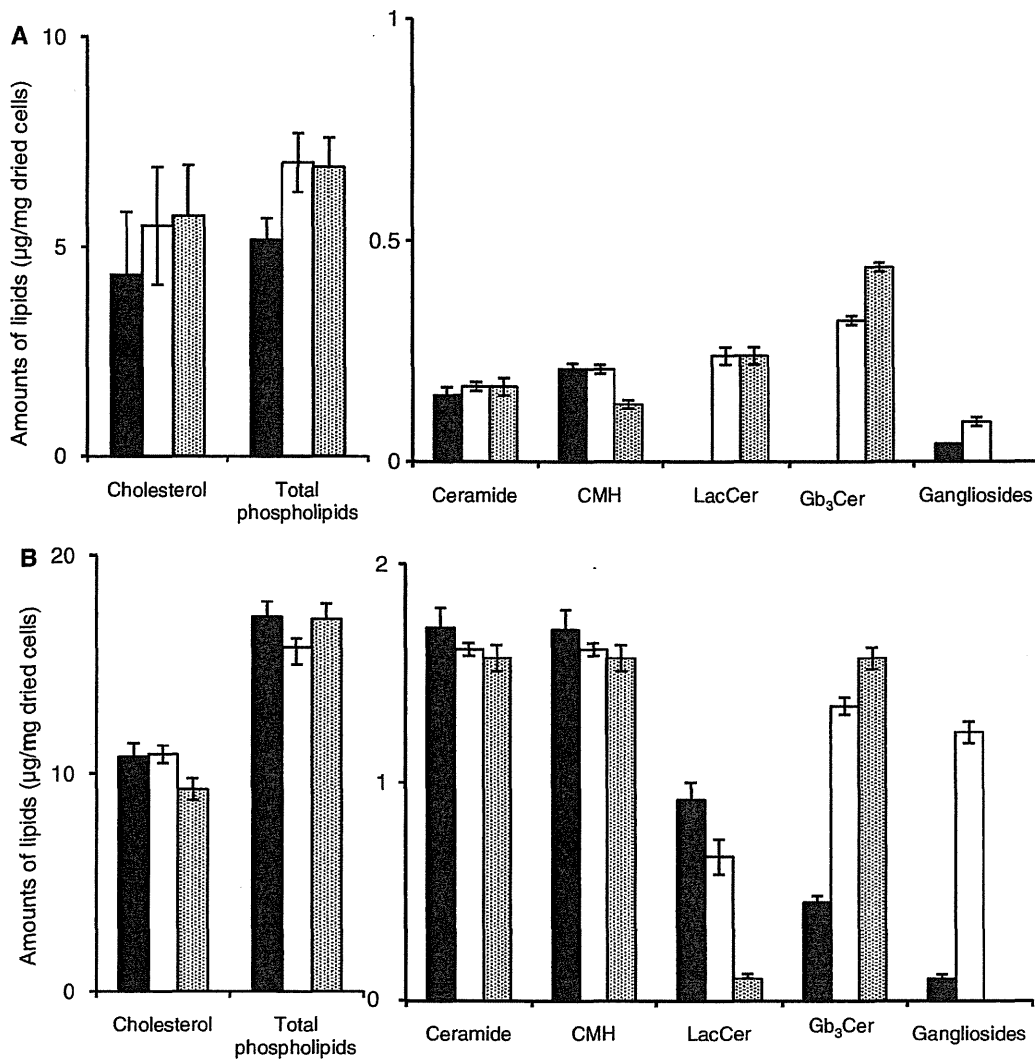 A
Amounts of lipids (µg/mg dried cells)
10
5
0
Cholesterol
Total
phospholipids
1
0.5
0
Ceramide
CMH
LacCer
Gb₃Cer
Gangliosides
B
Amounts of lipids (µg/mg dried cells)
20
10
0
Cholesterol
Total
phospholipids
2
1
0
Ceramide
CMH
LacCer
Gb₃Cer
Gangliosides